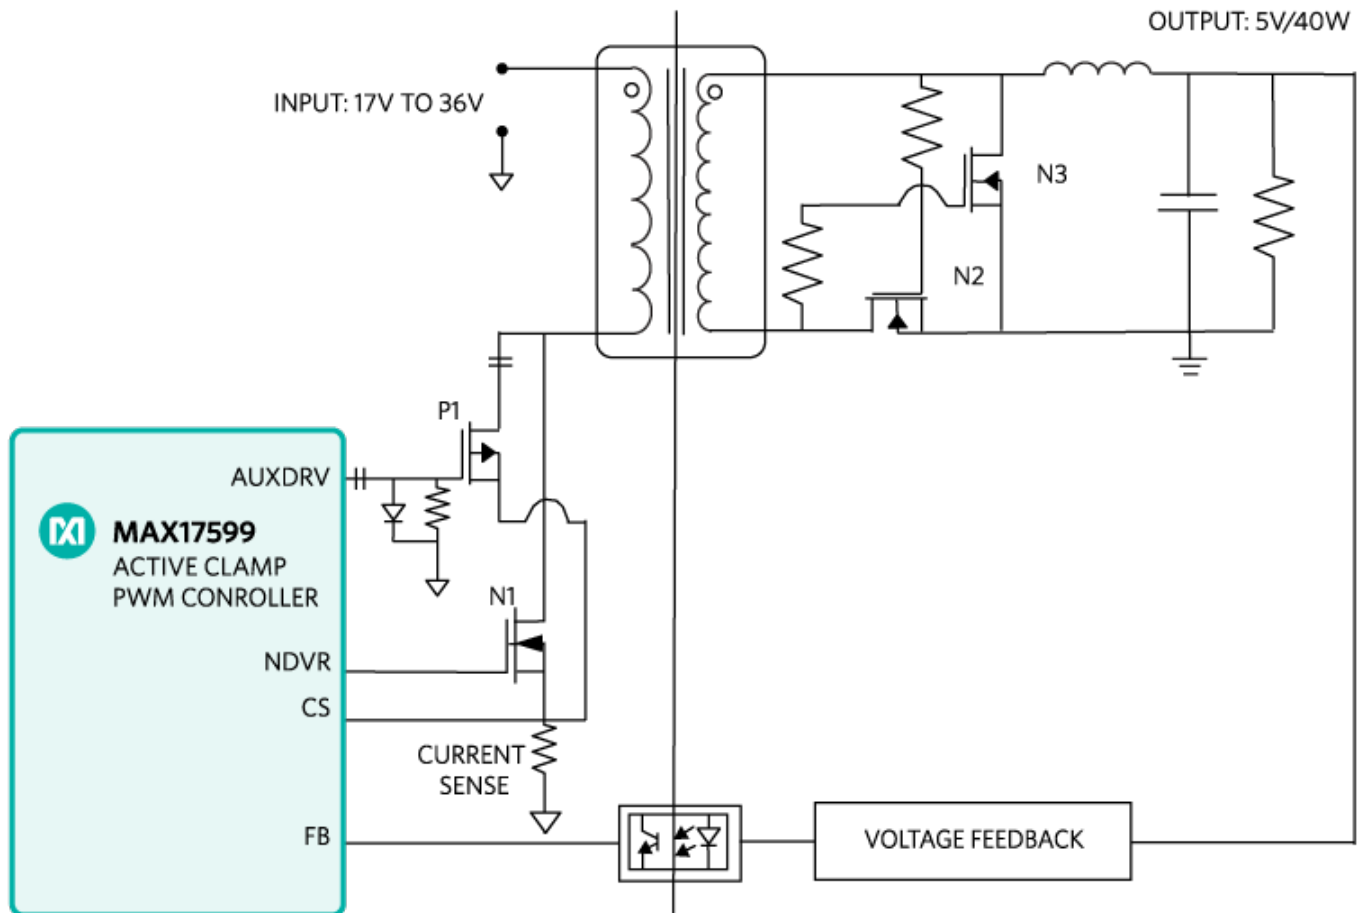 OUTPUT: 5V/40W
INPUT: 17V TO 36V
N3
N2
P1
AUXDRV
MAX17599
ACTIVE CLAMP
PWM CONROLLER
N1
NDVR
CS
CURRENT
SENSE
FB
VOLTAGE FEEDBACK